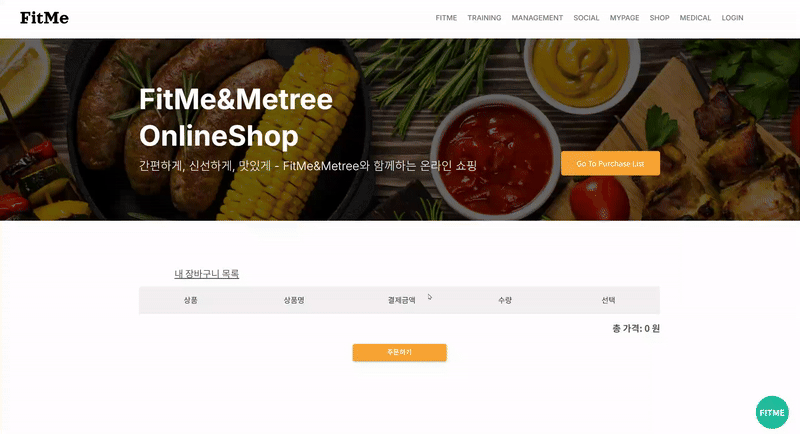 FitMe
FITME TRAINING MANAGEMENT SOCIAL MYPAGE SHOP MEDICAL LOGIN
FitMe&Metree
OnlineShop
간편하게, 신선하게, 맛있게 - FitMe&Metree와 함께하는 온라인 쇼핑
Go To Purchase List
내 장바구니 목록
상품 상품명 결제금액 수량 선택
총 가격: 0 원
주문하기
FITME